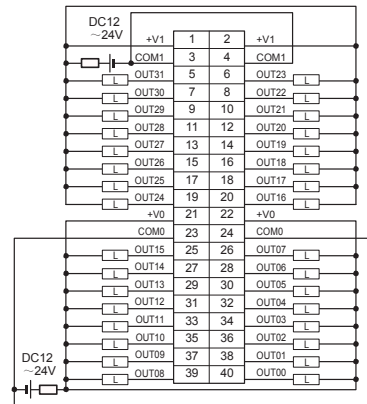 DC12
~24V
+V1 1 2 +V1
COM1 3 4 COM1
L OUT31 5 6 OUT23 L
L OUT30 7 8 OUT22 L
L OUT29 9 10 OUT21 L
L OUT28 11 12 OUT20 L
L OUT27 13 14 OUT19 L
L OUT26 15 16 OUT18 L
L OUT25 17 18 OUT17 L
L OUT24 19 20 OUT16 L
+V0 21 22 +V0
COM0 23 24 COM0
L OUT15 25 26 OUT07 L
L OUT14 27 28 OUT06 L
L OUT13 29 30 OUT05 L
L OUT12 31 32 OUT04 L
L OUT11 33 34 OUT03 L
L OUT10 35 36 OUT02 L
L OUT09 37 38 OUT01 L
L OUT08 39 40 OUT00 L
DC12
~24V